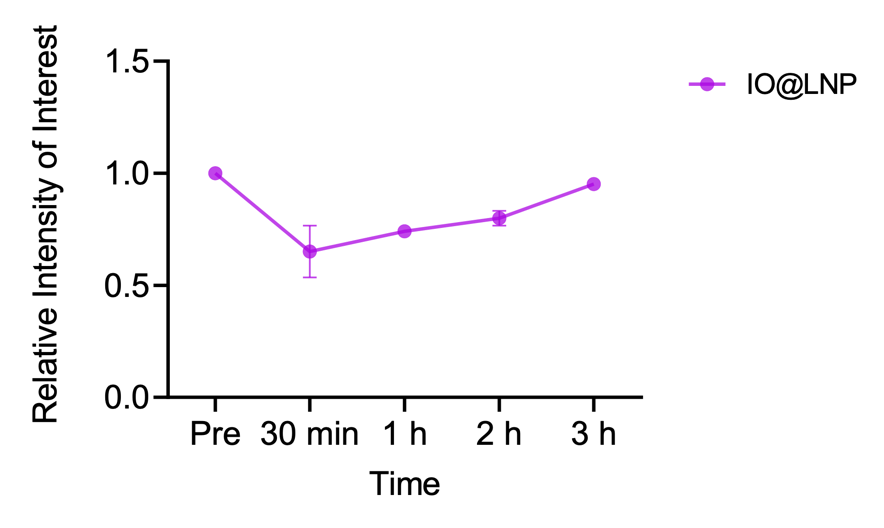 Relative Intensity of Interest
1.5
1.0
0.5
0.0
Pre 30 min 1 h 2 h 3 h
Time
IO@LNP